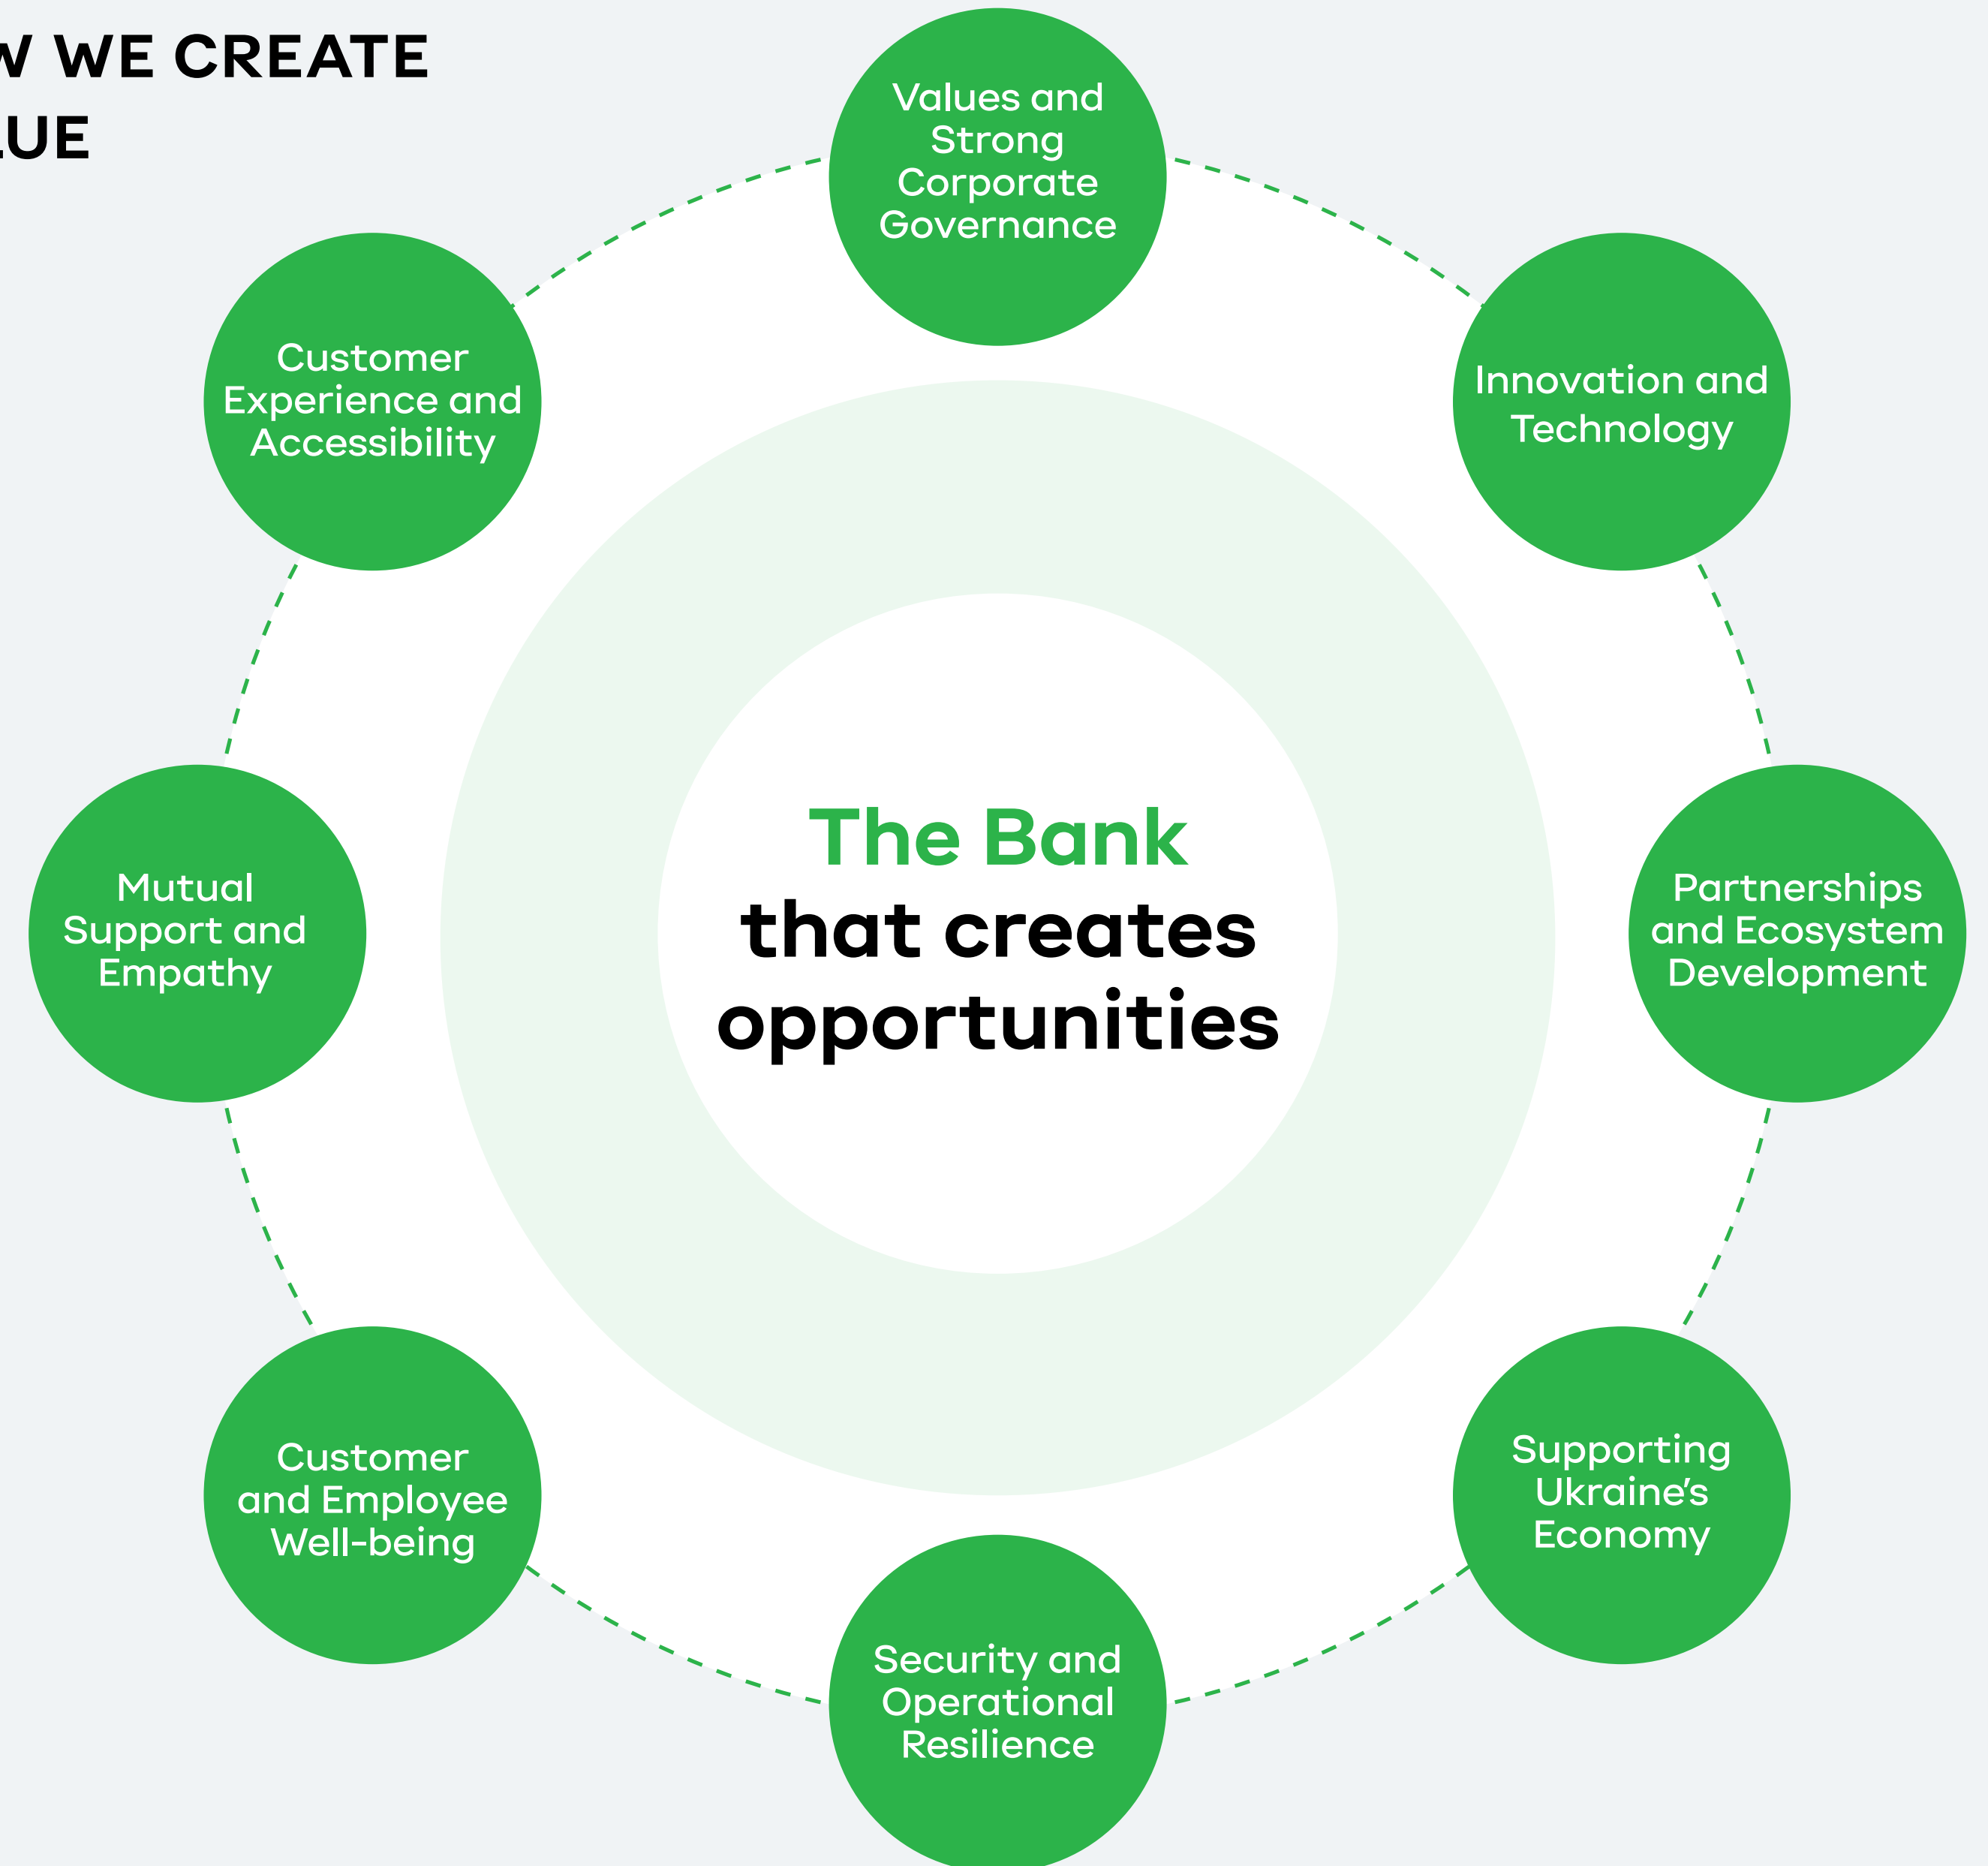 WE CREATE
Values and
Strong
Corporate
Governance
Customer
Experience and
Accessibility
Innovation and
Technology
The Bank
that creates
opportunities
Mutual
Support and
Empathy
Partnerships
and Ecosystem
Development
Customer
and Employee
Well-being
Supporting
Ukraine's
Economy
Security and
Operational
Resilience